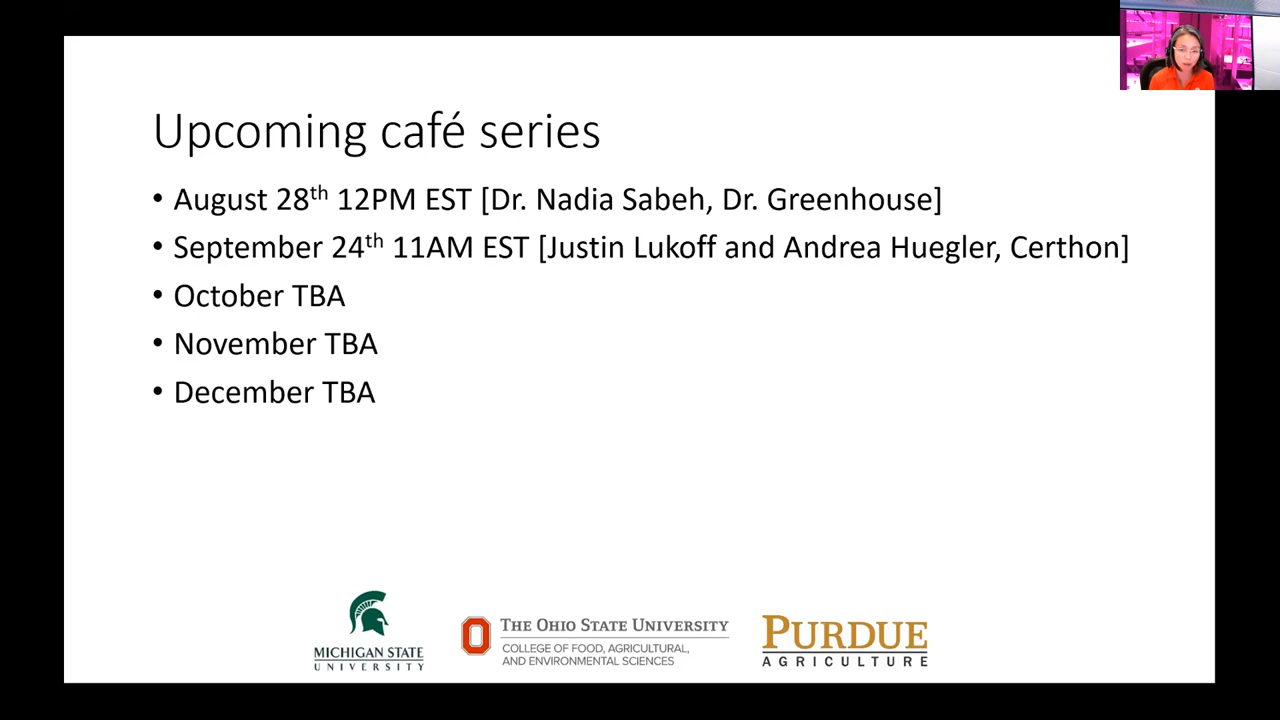 Upcoming café series
• August 28th 12PM EST [Dr. Nadia Sabeh, Dr. Greenhouse]
• September 24th 11AM EST [Justin Lukoff and Andrea Huegler, Certhon]
• October TBA
• November TBA
• December TBA
MICHIGAN STATE
UNIVERSITY
THE OHIO STATE UNIVERSITY
COLLEGE OF FOOD, AGRICULTURAL,
AND ENVIRONMENTAL SCIENCES
PURDUE
AGRICULTURE